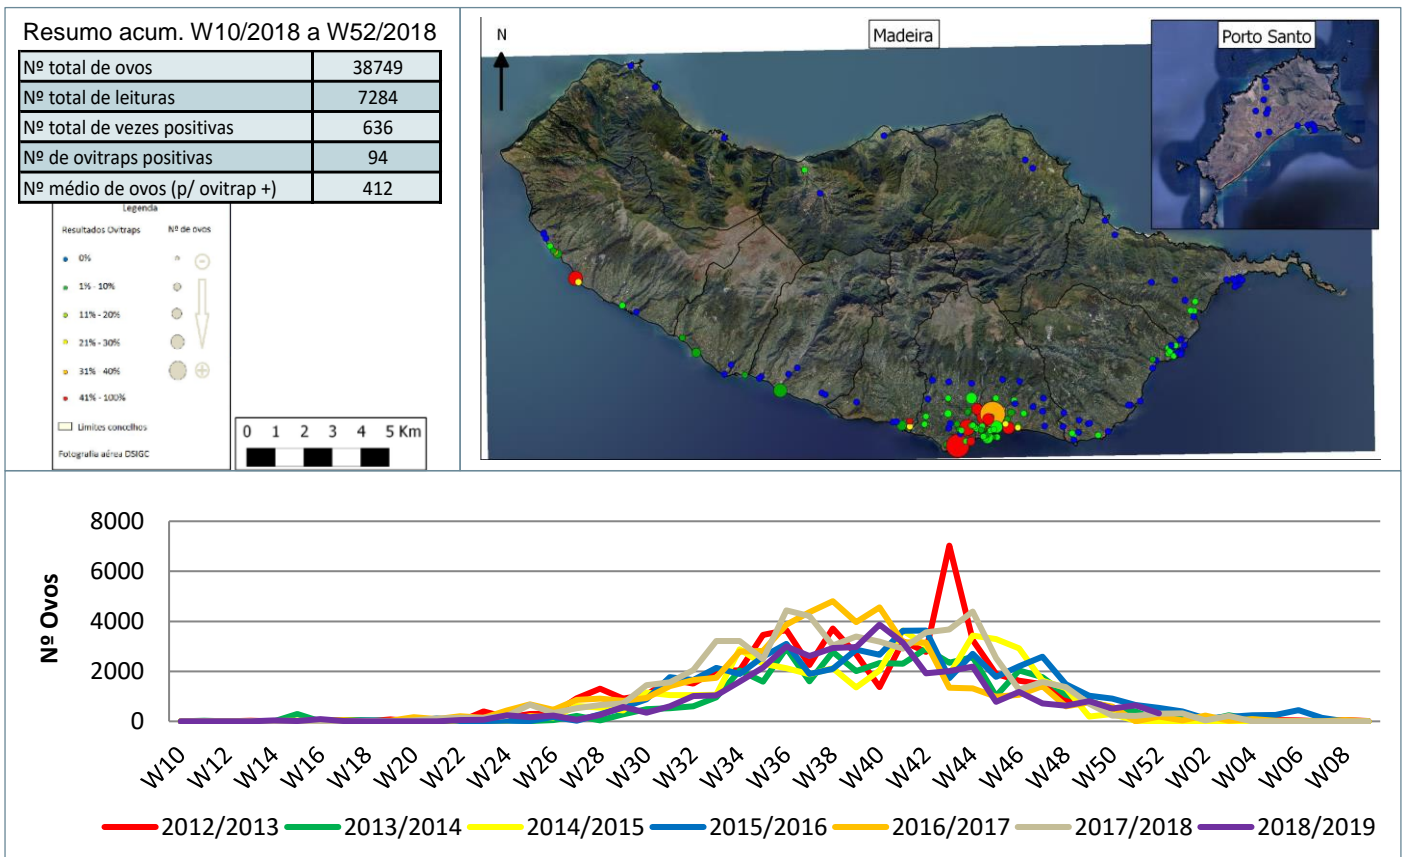 Resumo acum. W10/2018 a W52/2018
Nº total de ovos 38749
Nº total de leituras 7284
Nº total de vezes positivas 636
Nº de ovitraps positivas 94
Nº médio de ovos (p/ ovitrap +) 412
Legenda
Resultados Ovitraps Nº de ovos
0%
1% - 10%
11% - 20%
21% - 30%
31% - 40%
41% - 100%
Limites concelhos
Fotografia aérea DSIGC
0 1 2 3 4 5 Km
N
Madeira
Porto Santo
8000
6000
4000
2000
0
Nº Ovos
W10 W12 W14 W16 W18 W20 W22 W24 W26 W28 W30 W32 W34 W36 W38 W40 W42 W44 W46 W48 W50 W52 W02 W04 W06 W08
2012/2013 2013/2014 2014/2015 2015/2016 2016/2017 2017/2018 2018/2019